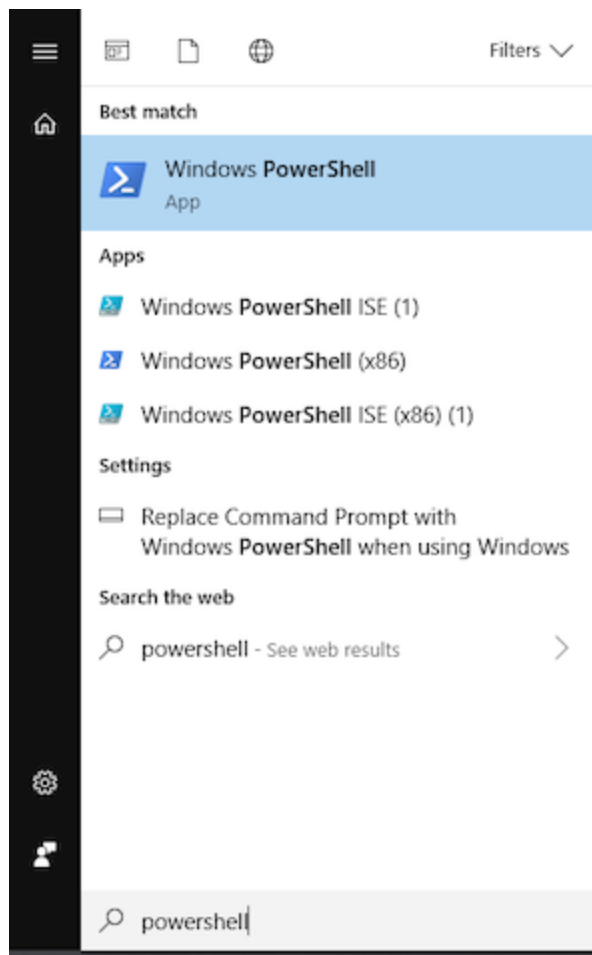 Filters
Best match
Windows PowerShell
App
Apps
Windows PowerShell ISE (1)
Windows PowerShell (x86)
Windows PowerShell ISE (x86) (1)
Settings
Replace Command Prompt with
Windows PowerShell when using Windows
Search the web
powershell - See web results
powershell